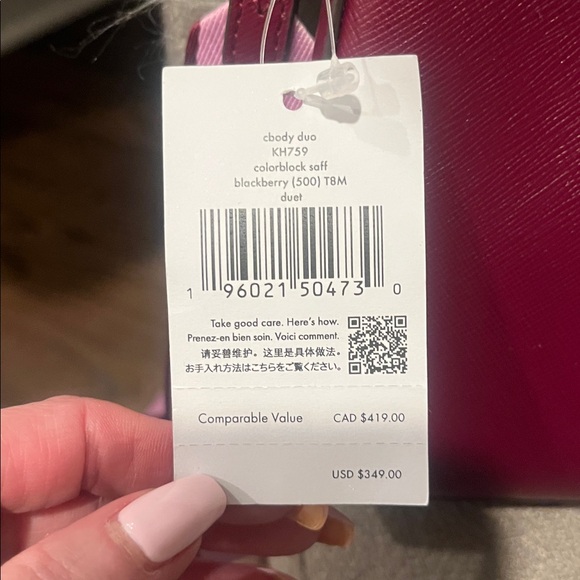 cbody duo
KH759
colorblock saff
blackberry (500) T8M
duet
1 96021 50473 0
Take good care. Here's how.
Prenez-en bien soin. Voici comment.
请妥善维护。这里是具体做法。
お手入れ方法はこちらをご覧ください。
Comparable Value CAD $419.00
USD $349.00